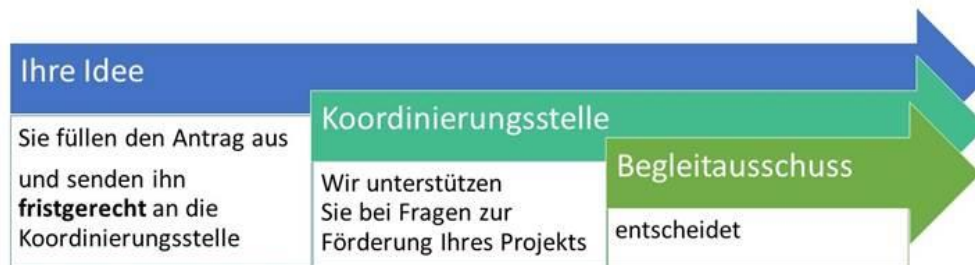 Ihre Idee
Sie füllen den Antrag aus
und senden ihn
fristgerecht an die
Koordinierungsstelle
Koordinierungsstelle
Wir unterstützen
Sie bei Fragen zur
Förderung Ihres Projekts
Begleitausschuss
entscheidet